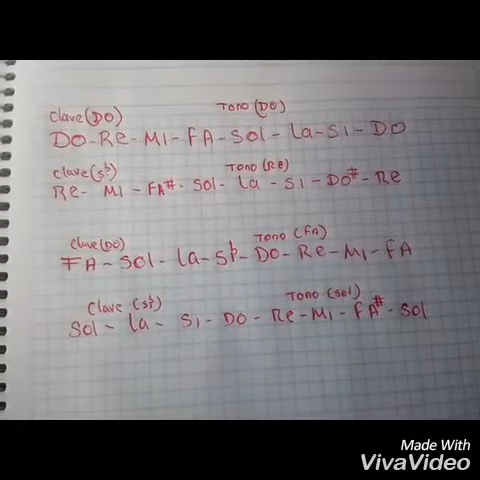 clave(DO) TONO (DO)
DO-Re-MI-FA-Sol-La-SI-DO
clave(s♭) TONO(Re)
Re-MI-FA#-Sol-La-SI-DO#-Re
Clave(DO) TONO (fA)
FA-Sol-La-S♭-DO-Re-MI-FA
Clave (s♭) TONO (Sol)
Sol-La-SI-DO-Re-MI-FA#-Sol
Made With
VivaVideo